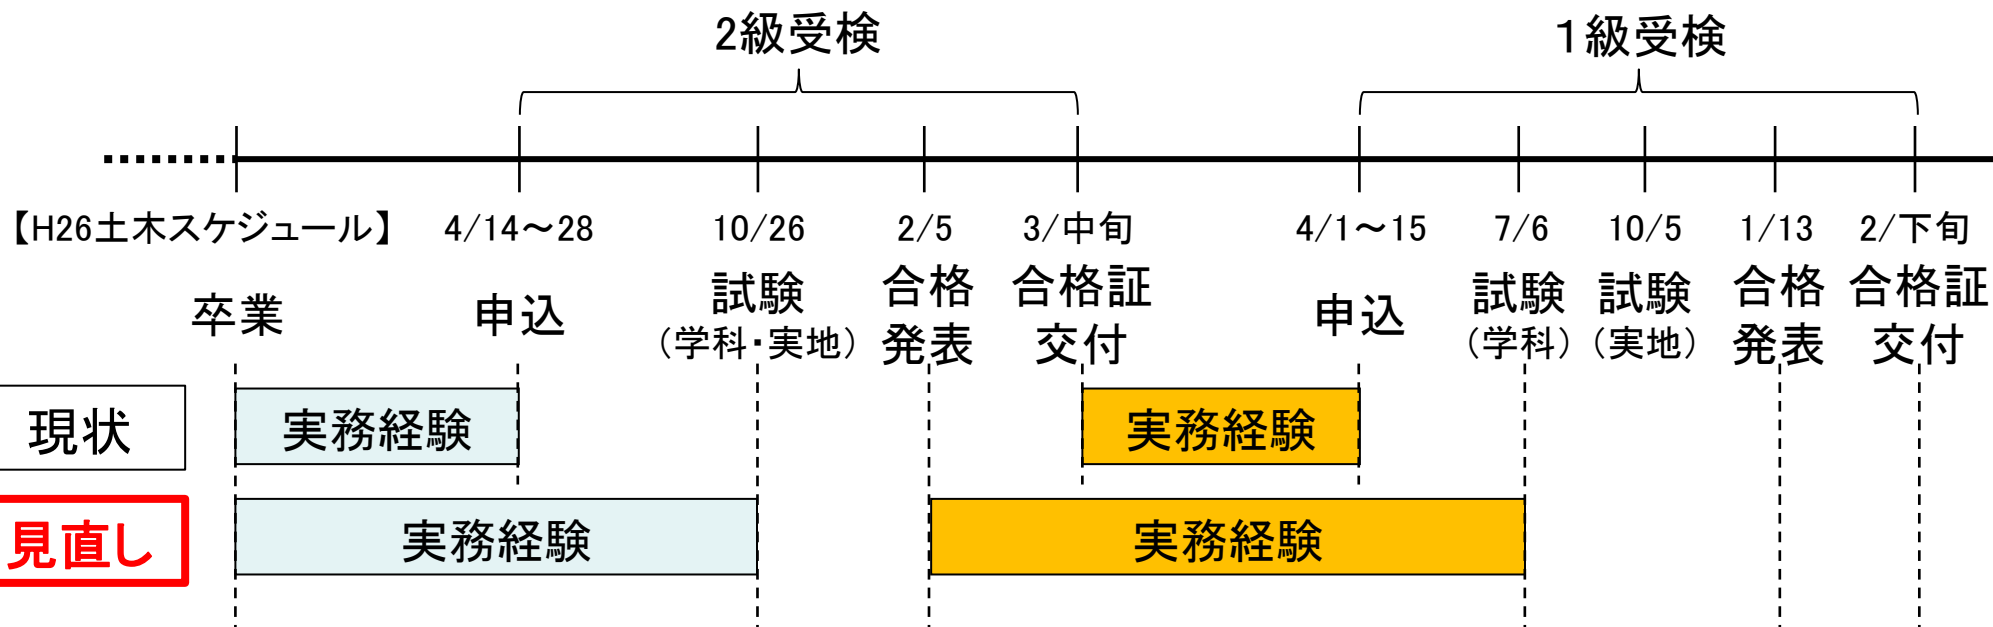 2級受検
1級受検
【H26土木スケジュール】 4/14～28 10/26 2/5 3/中旬 4/1～15 7/6 10/5 1/13 2/下旬
卒業
申込
試験
（学科・実地）
合格
発表
合格証
交付
申込
試験
（学科）
試験
（実地）
合格
発表
合格証
交付
現状
実務経験
実務経験
見直し
実務経験
実務経験